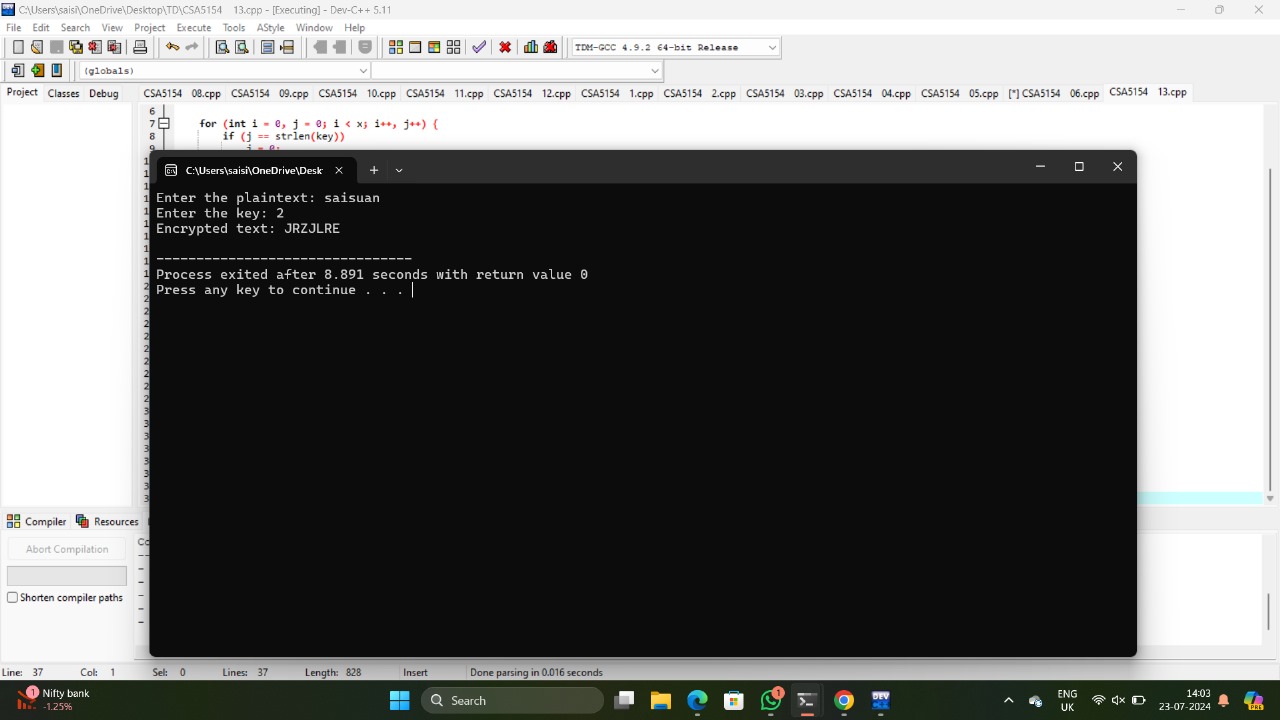 C:\Users\saisi\OneDrive\Desktop\TD\CSA5154 13.cpp - [Executing] - Dev-C++ 5.11
File Edit Search View Project Execute Tools AStyle Window Help
TDM-GCC 4.9.2 64-bit Release
(globals)
Project Classes Debug CSA5154 08.cpp CSA5154 09.cpp CSA5154 10.cpp CSA5154 11.cpp CSA5154 12.cpp CSA5154 1.cpp CSA5154 2.cpp CSA5154 03.cpp CSA5154 04.cpp CSA5154 05.cpp [*] CSA5154 06.cpp CSA5154 13.cpp
6
7 for (int i = 0, j = 0; i < x; i++, j++) {
8 if (j == strlen(key))
9 j = 0;
C:\Users\saisi\OneDrive\Desk
Enter the plaintext: saisuan
Enter the key: 2
Encrypted text: JRZJLRE
--------------------------------
Process exited after 8.891 seconds with return value 0
Press any key to continue . . .
Compiler Resources
Abort Compilation
Shorten compiler paths
Line: 37 Col: 1 Sel: 0 Lines: 37 Length: 828 Insert Done parsing in 0.016 seconds
1 Nifty bank
-1.25%
Search
1
ENG
UK
14:03
23-07-2024
PRE